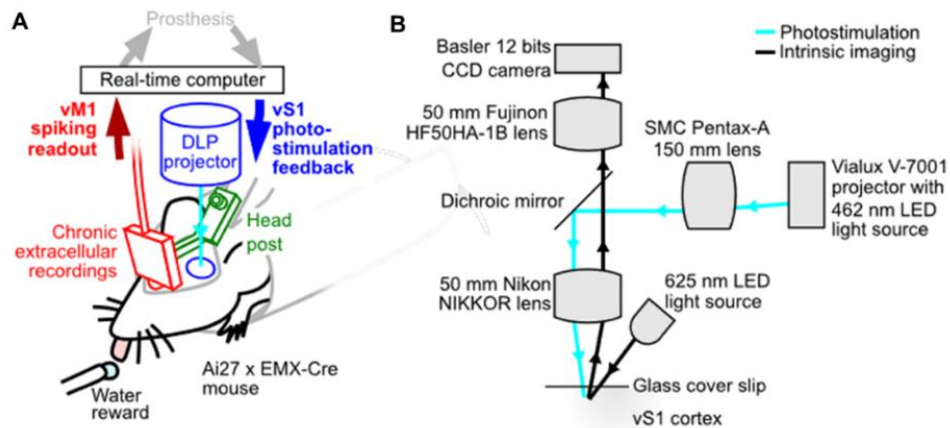 A
Prosthesis
Real-time computer
vM1
spiking
readout
DLP
projector
vS1
photo-
stimulation
feedback
Chronic
extracellular
recordings
Head
post
Ai27 x EMX-Cre
mouse
Water
reward
B
Photostimulation
Intrinsic imaging
Basler 12 bits
CCD camera
50 mm Fujinon
HF50HA-1B lens
SMC Pentax-A
150 mm lens
Vialux V-7001
projector with
462 nm LED
light source
Dichroic mirror
50 mm Nikon
NIKKOR lens
625 nm LED
light source
Glass cover slip
vS1 cortex